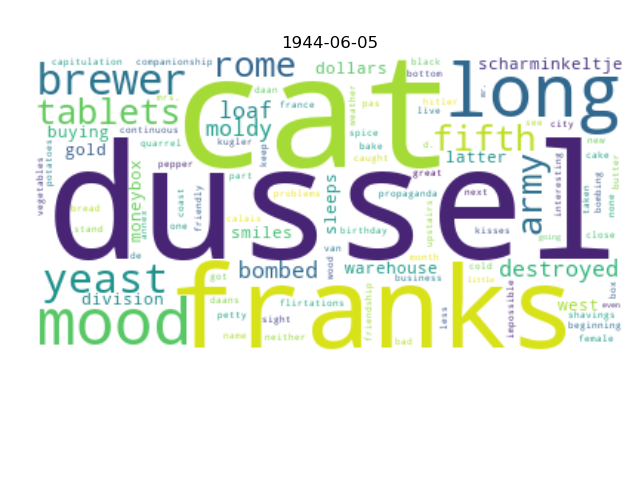 1944-06-05
capitulation companionship rome dollars black bottom scharminkeltje
brewer cat long
mrs. daan france weather pas hitler live mr. see city
tablets loaf moldy spice bake caught fifth new
buying continuous quarrel kugler keep latter cake
gold pepper part great interesting taken bombing none butter
vegetables potatoes moneybox annex friendly coast one problems propaganda next army
dussel
bread stand calais smiles sleeps birthday upstairs kisses going close
de van month
yeast bombed wood warehouse business cold little destroyed
division got daans flirtations west even box
mood franks
petty sight friendship less impossible shavings beginning
name neither bad female
d.